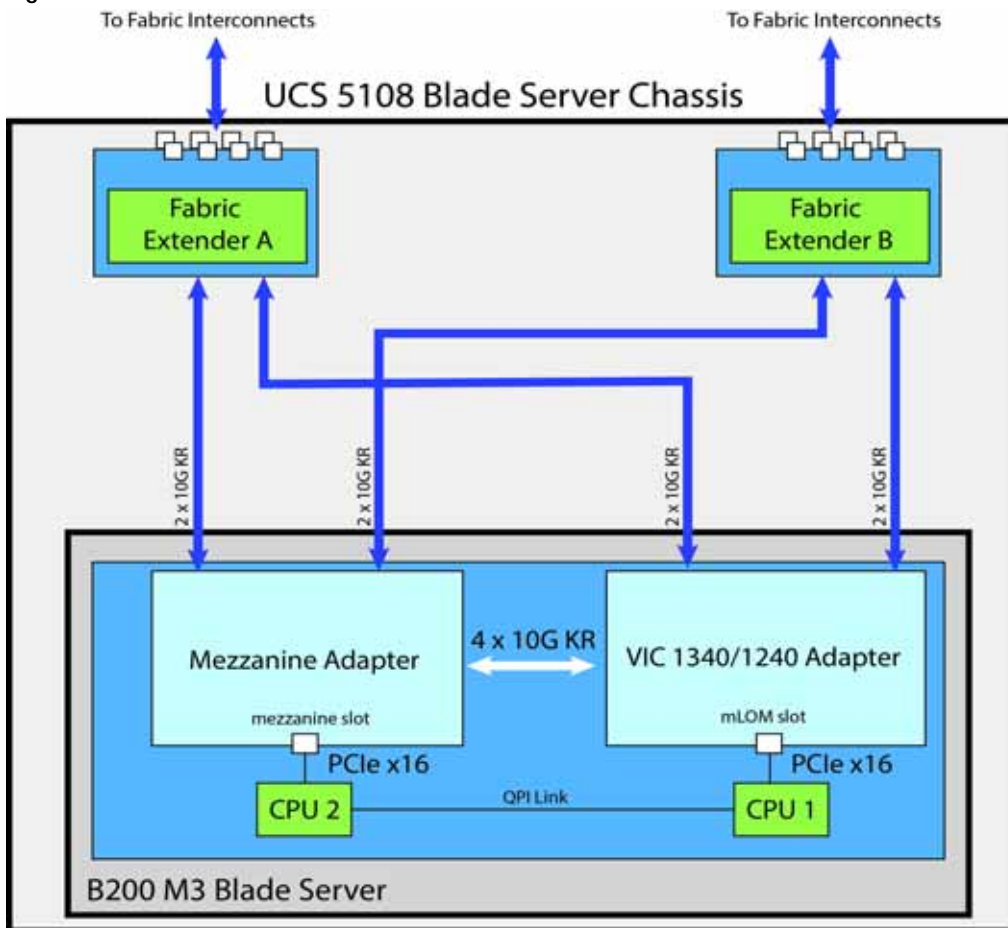 To Fabric Interconnects
To Fabric Interconnects
UCS 5108 Blade Server Chassis
Fabric
Extender A
Fabric
Extender B
2 x 10G KR
2 x 10G KR
2 x 10G KR
2 x 10G KR
Mezzanine Adapter
4 x 10G KR
VIC 1340/1240 Adapter
mezzanine slot
mLOM slot
PCIe x16
PCIe x16
CPU 2
QPI Link
CPU 1
B200 M3 Blade Server